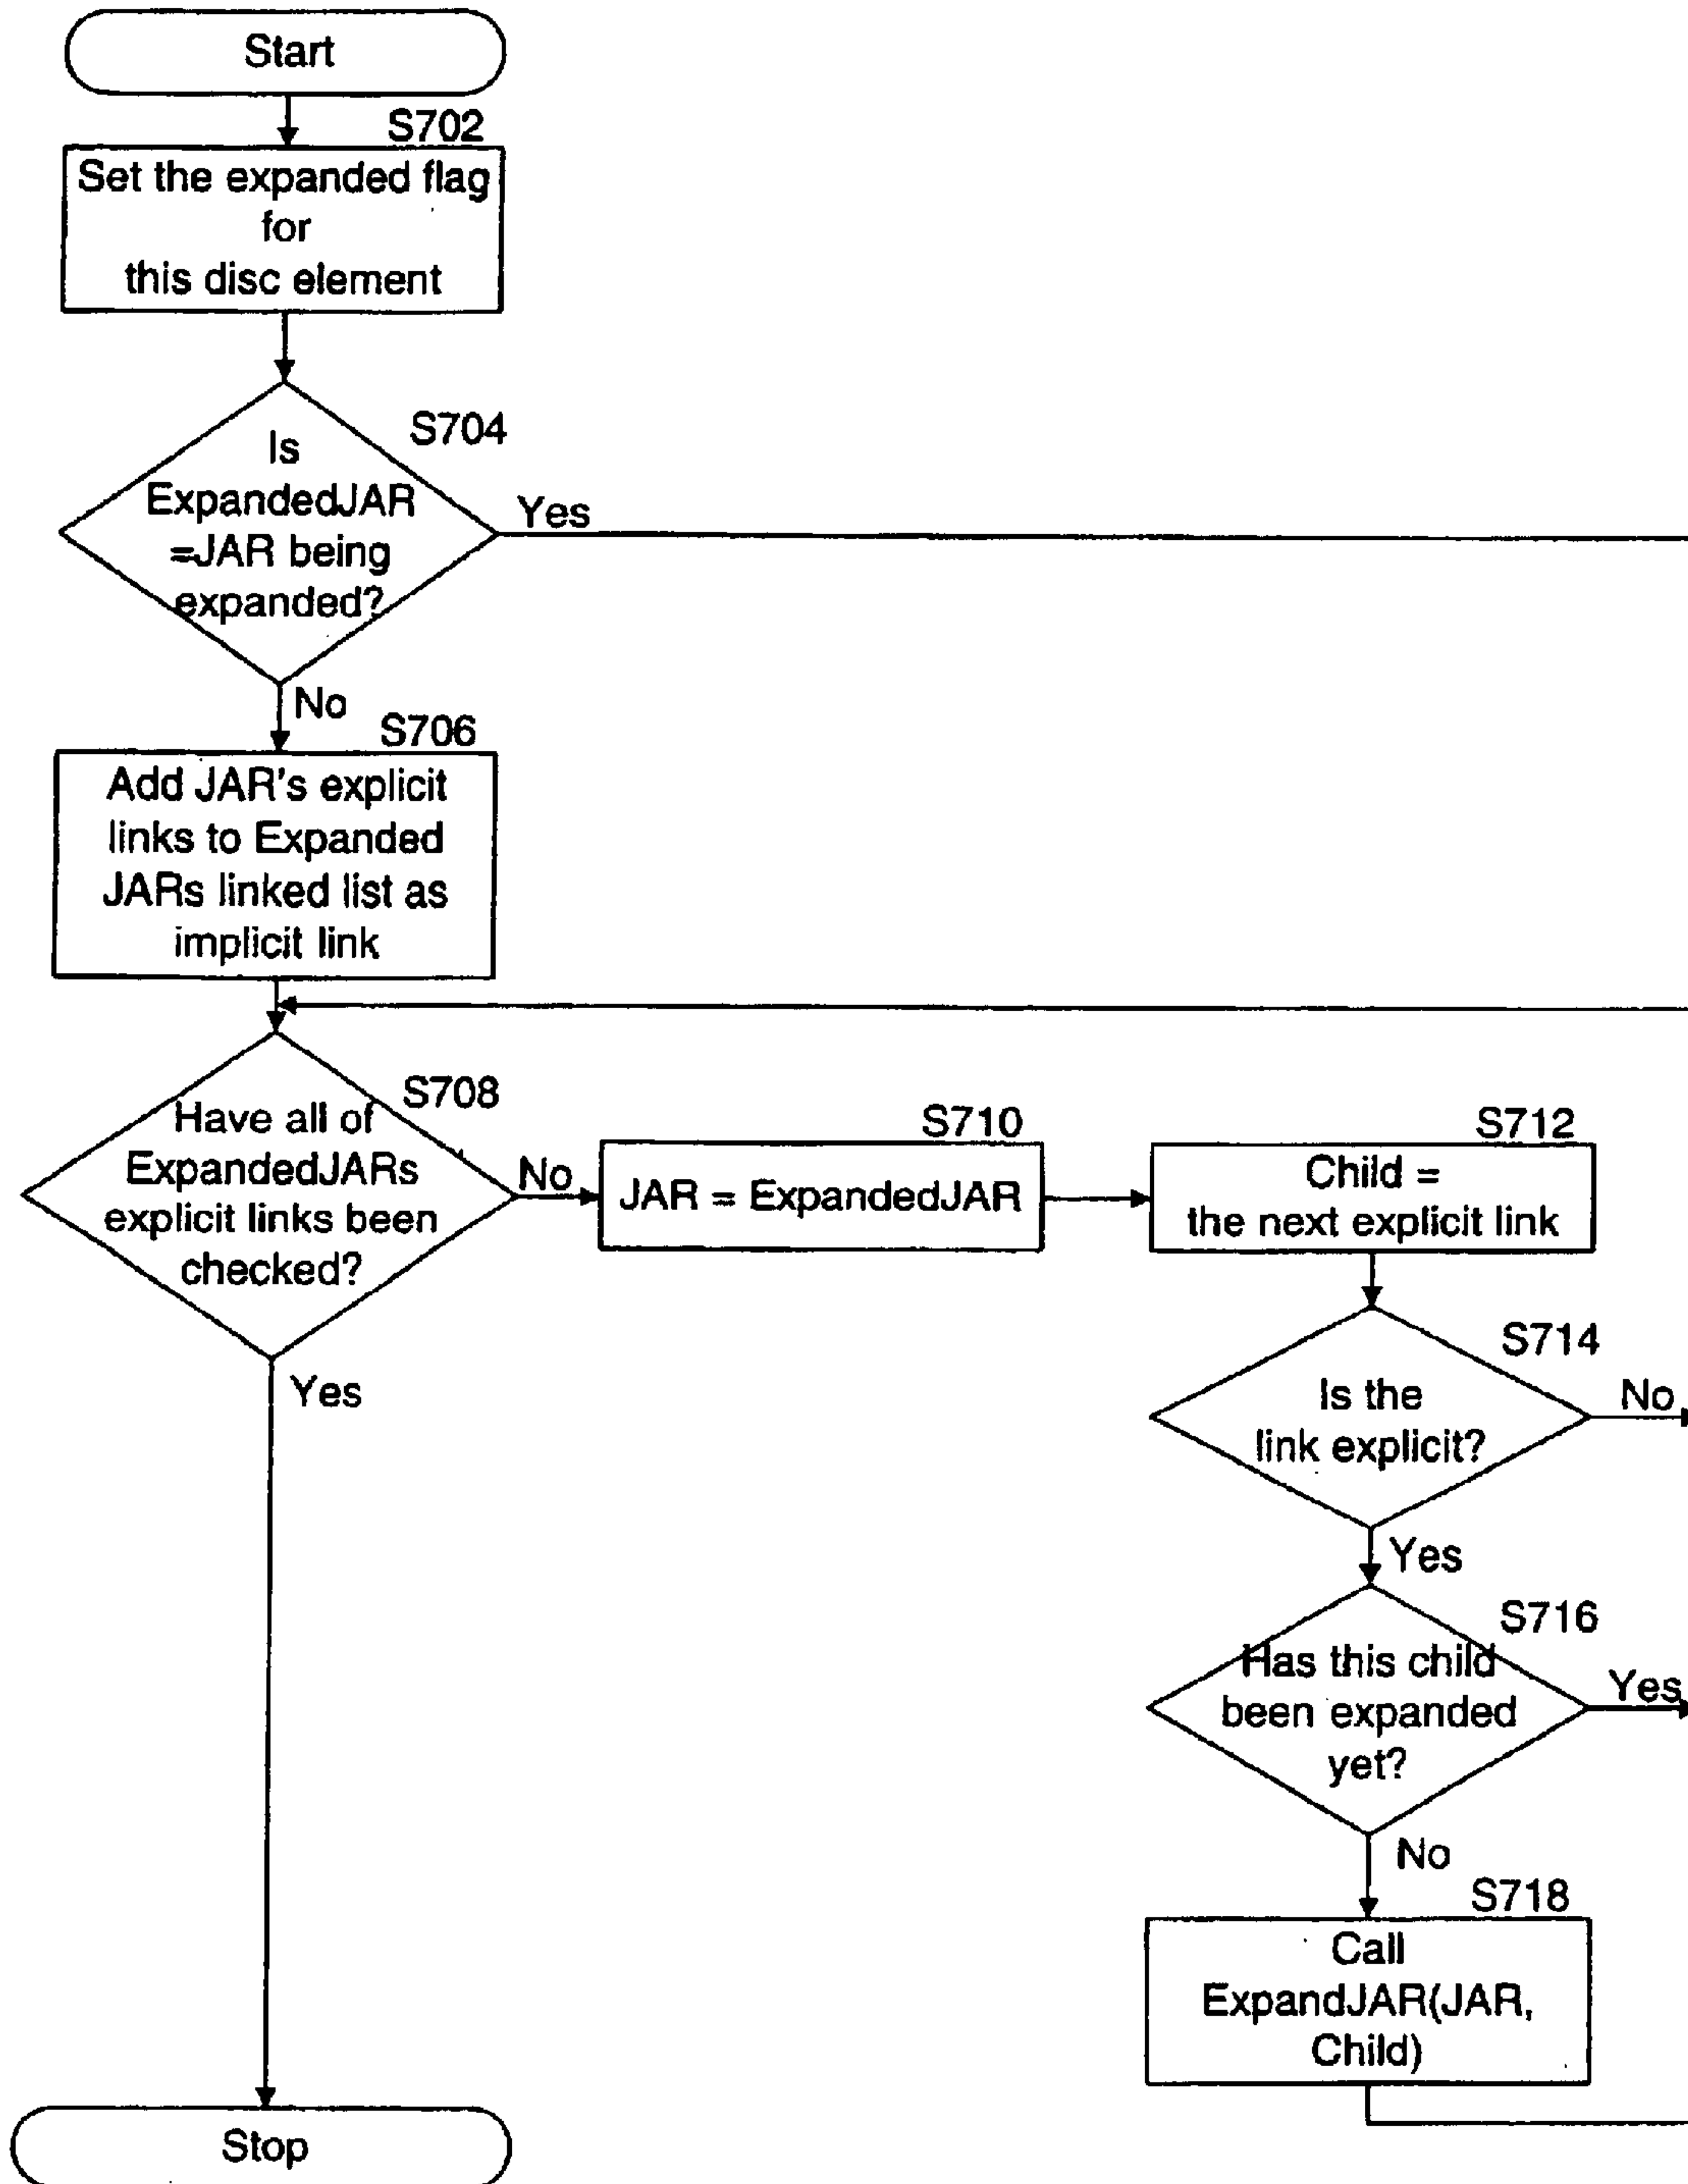 Start
S702
Set the expanded flag
for
this disc element
S704
Is
ExpandedJAR
=JAR being
expanded?
Yes
No
S706
Add JAR's explicit
links to Expanded
JARs linked list as
implicit link
S708
Have all of
ExpandedJARs
explicit links been
checked?
No
Yes
S710
JAR = ExpandedJAR
S712
Child =
the next explicit link
S714
Is the
link explicit?
No
Yes
S716
Has this child
been expanded
yet?
Yes
No
S718
Call
ExpandJAR(JAR,
Child)
Stop